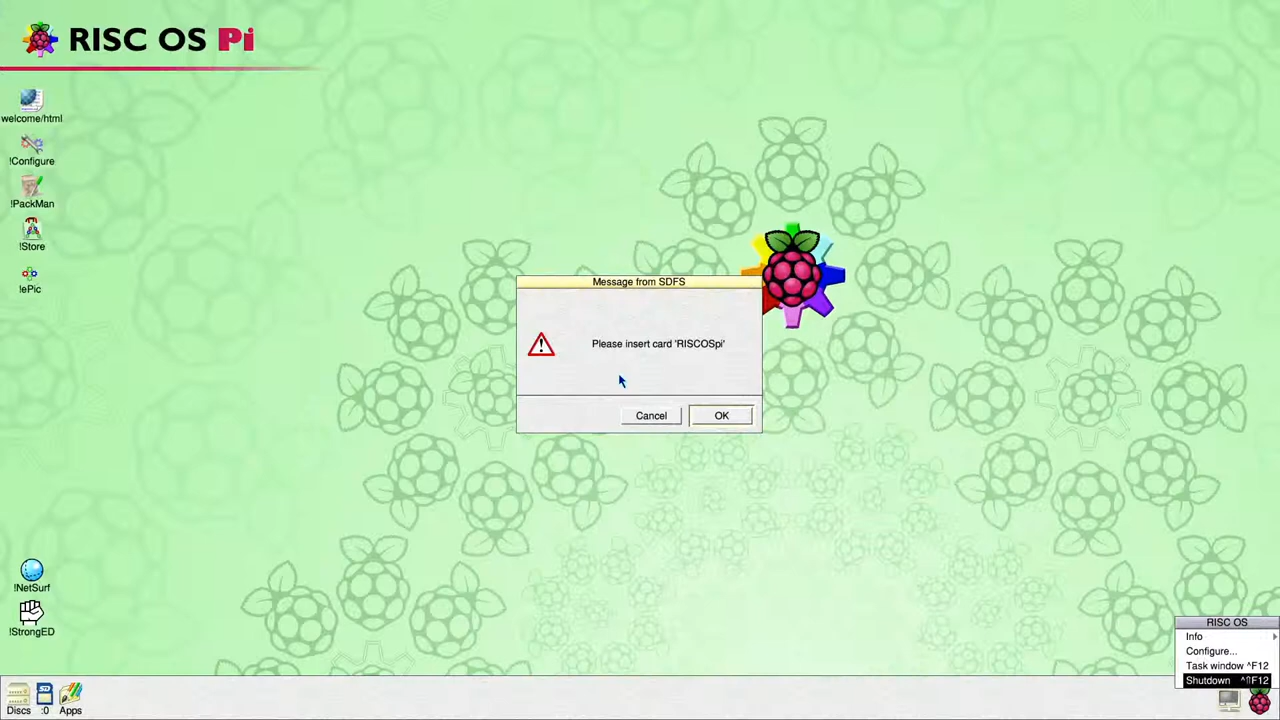 RISC OS Pi
welcome/html
!Configure
!PackMan
!Store
!ePic
Message from SDFS
Please insert card 'RISCOSpi'
Cancel
OK
!NetSurf
!StrongED
RISC OS
Info
Configure...
Task window ^F12
Shutdown ^⇧F12
Discs
:0
Apps